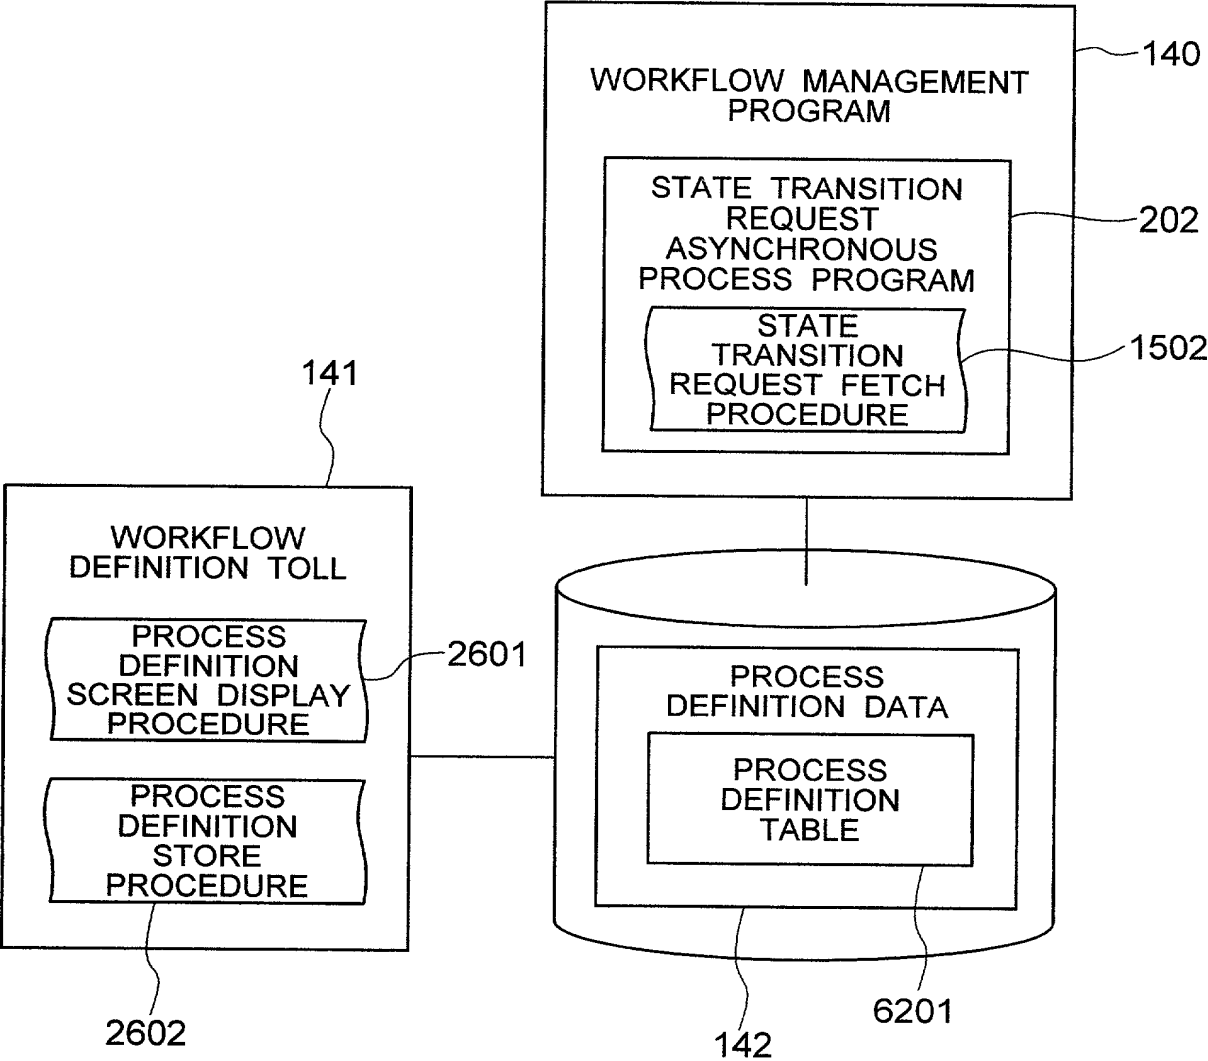 140
WORKFLOW MANAGEMENT
PROGRAM
STATE TRANSITION
REQUEST
ASYNCHRONOUS
PROCESS PROGRAM
202
STATE
TRANSITION
REQUEST FETCH
PROCEDURE
1502
141
WORKFLOW
DEFINITION TOLL
PROCESS
DEFINITION
SCREEN DISPLAY
PROCEDURE
2601
PROCESS
DEFINITION
STORE
PROCEDURE
2602
PROCESS
DEFINITION DATA
PROCESS
DEFINITION
TABLE
6201
142